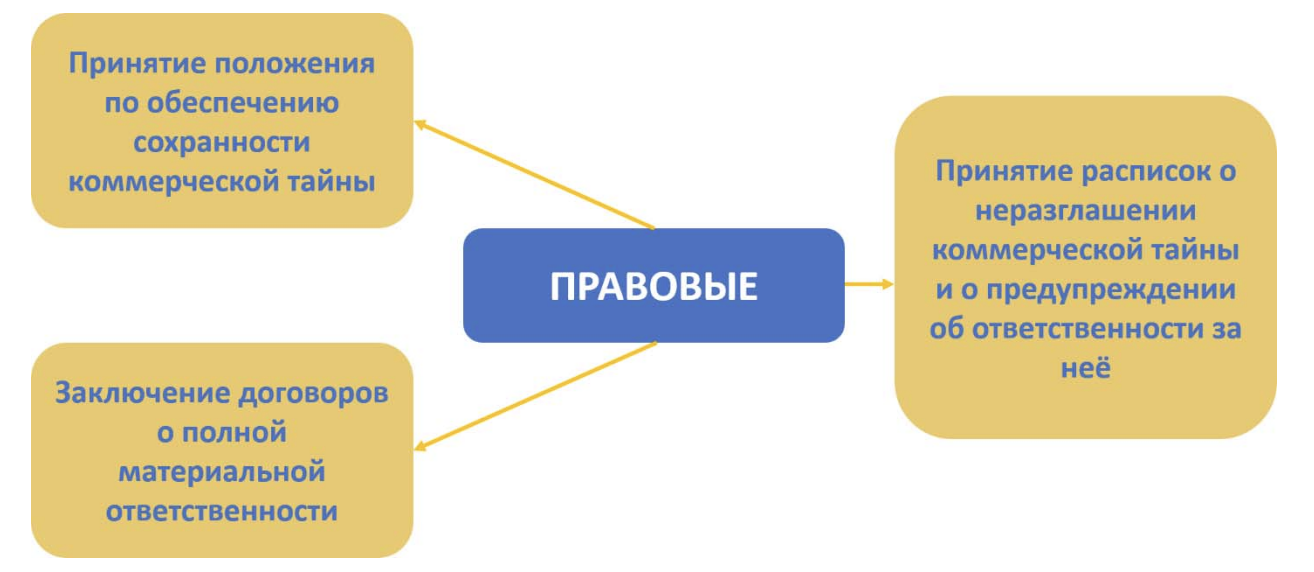 Принятие положения
по обеспечению
сохранности
коммерческой тайны
ПРАВОВЫЕ
Принятие расписок о
неразглашении
коммерческой тайны
и о предупреждении
об ответственности за
неё
Заключение договоров
о полной
материальной
ответственности